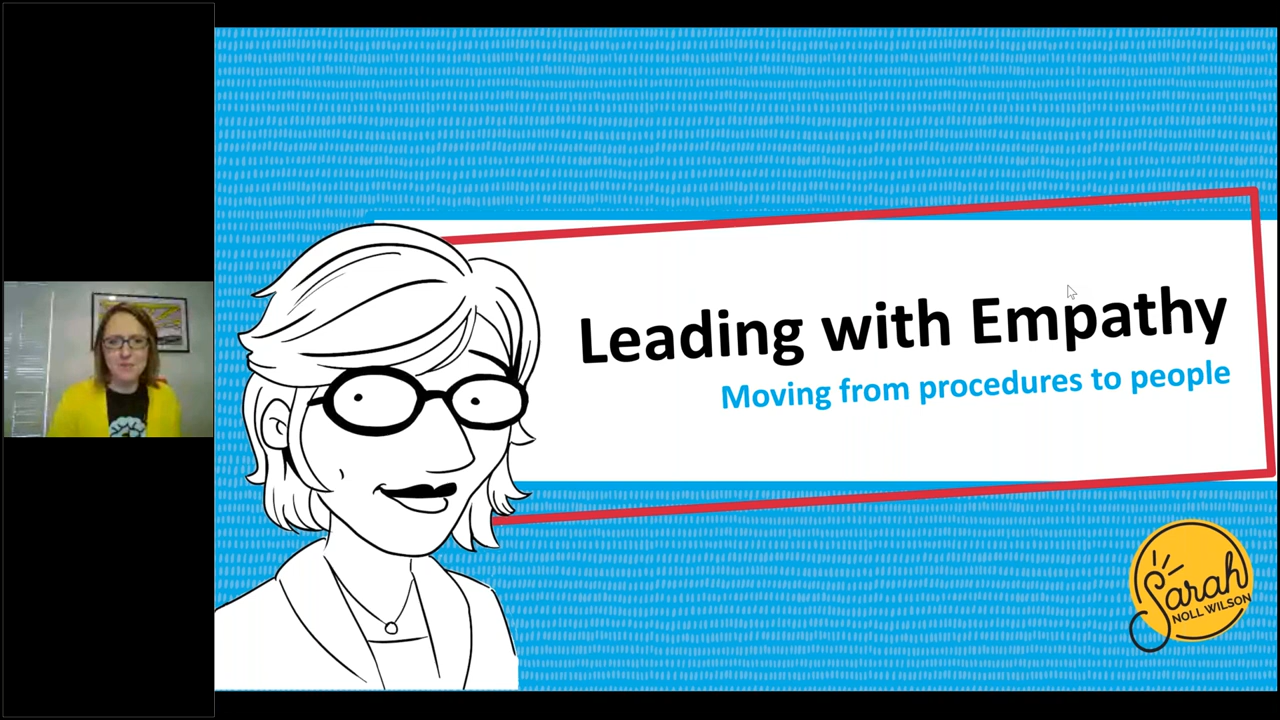 Leading with Empathy
Moving from procedures to people
Sarah
NOLL WILSON